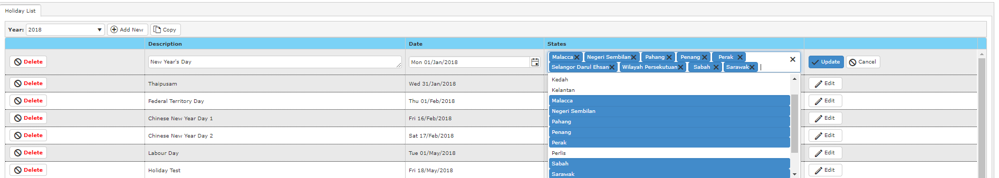 Holiday List
Year: 2018 Add New Copy
Description Date States
Delete New Year's Day Mon 01/Jan/2018 Malacca Negeri Sembilan Pahang Penang Perak Update Cancel
Selangor Darul Ehsan Wilayah Persekutuan Sabah Sarawak
Kedah
Delete Thaipusam Wed 31/Jan/2018 Edit
Kelantan
Delete Federal Territory Day Thu 01/Feb/2018 Malacca Edit
Negeri Sembilan
Delete Chinese New Year Day 1 Fri 16/Feb/2018 Pahang Edit
Penang
Delete Chinese New Year Day 2 Sat 17/Feb/2018 Edit
Perak
Delete Labour Day Tue 01/May/2018 Perlis Edit
Sabah
Delete Holiday Test Fri 18/May/2018 Edit
Sarawak